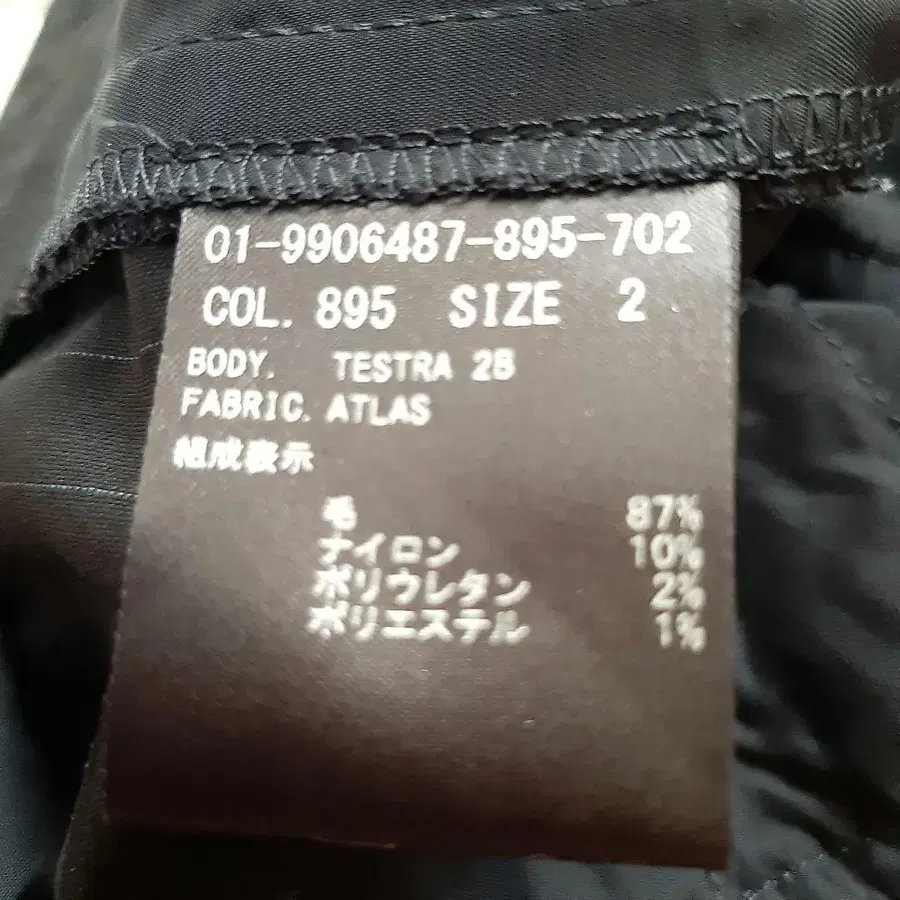 01-9906487-895-702
COL. 895 SIZE 2
BODY. TESTRA 2B
FABRIC. ATLAS
組成表示
毛 87%
ナイロン 10%
ポリウレタン 2%
ポリエステル 1%